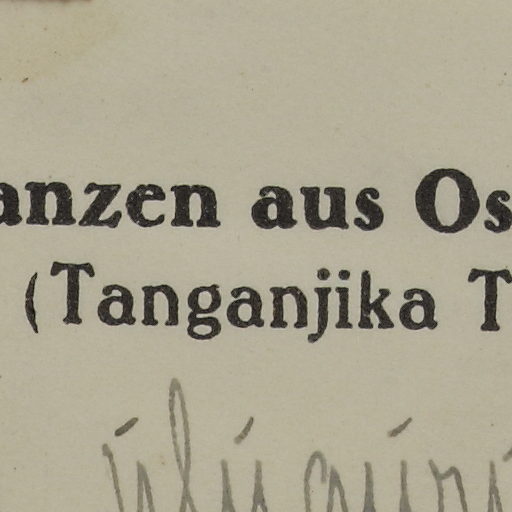 anzen aus Os
(Tanganjika T